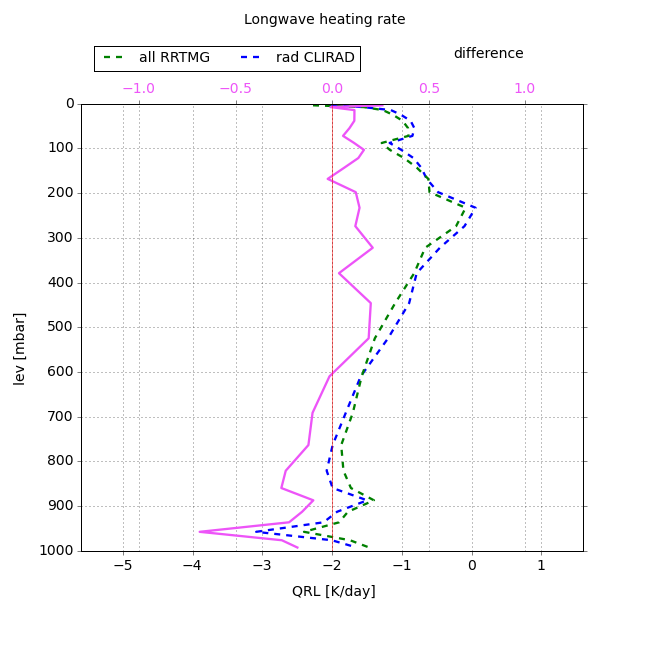 Longwave heating rate
all RRTMG rad CLIRAD difference
−1.0 −0.5 0.0 0.5 1.0
0
100
200
300
400
500
600
700
800
900
1000
lev [mbar]
−5 −4 −3 −2 −1 0 1
QRL [K/day]